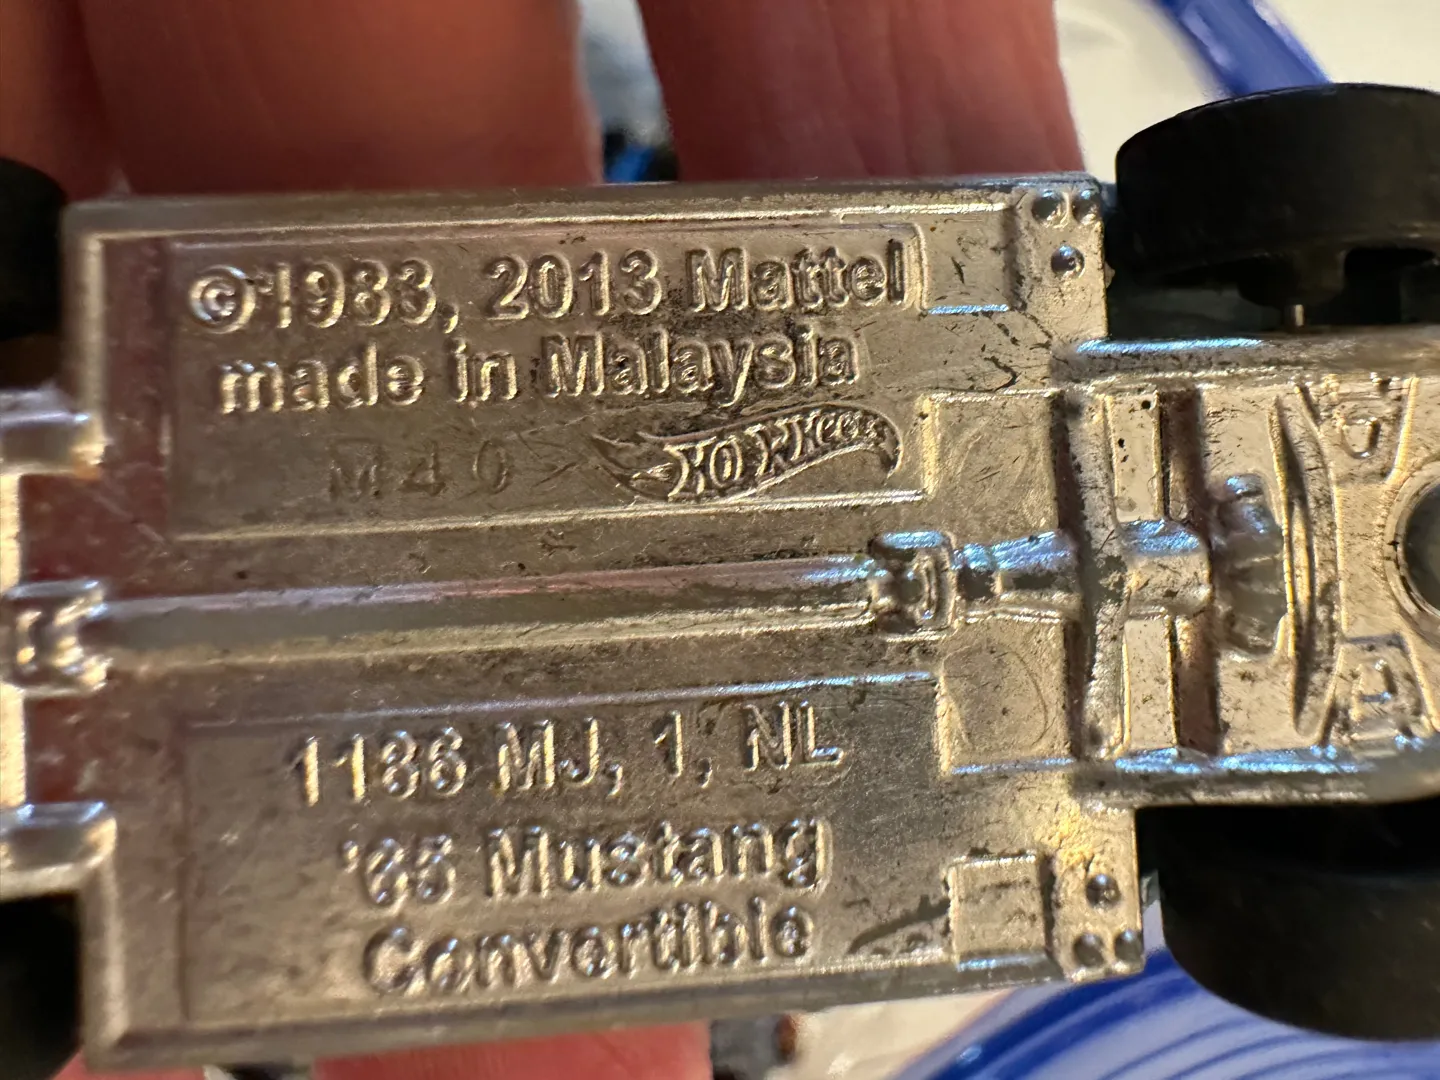 ©1983, 2013 Mattel
made in Malaysia
M40
HOT WHEELS
1186 MJ, 1, NL
'65 Mustang
Convertible